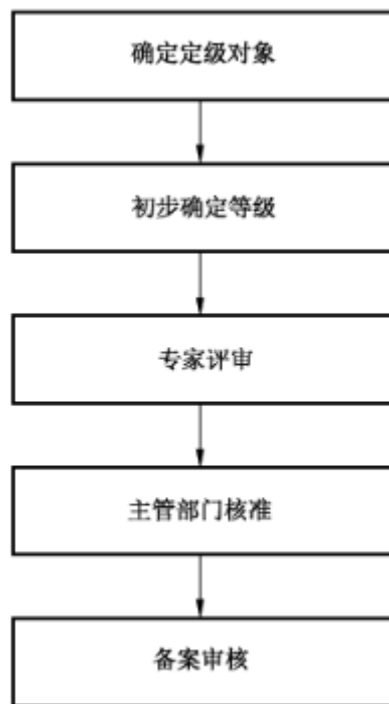 确定定级对象
初步确定等级
专家评审
主管部门核准
备案审核